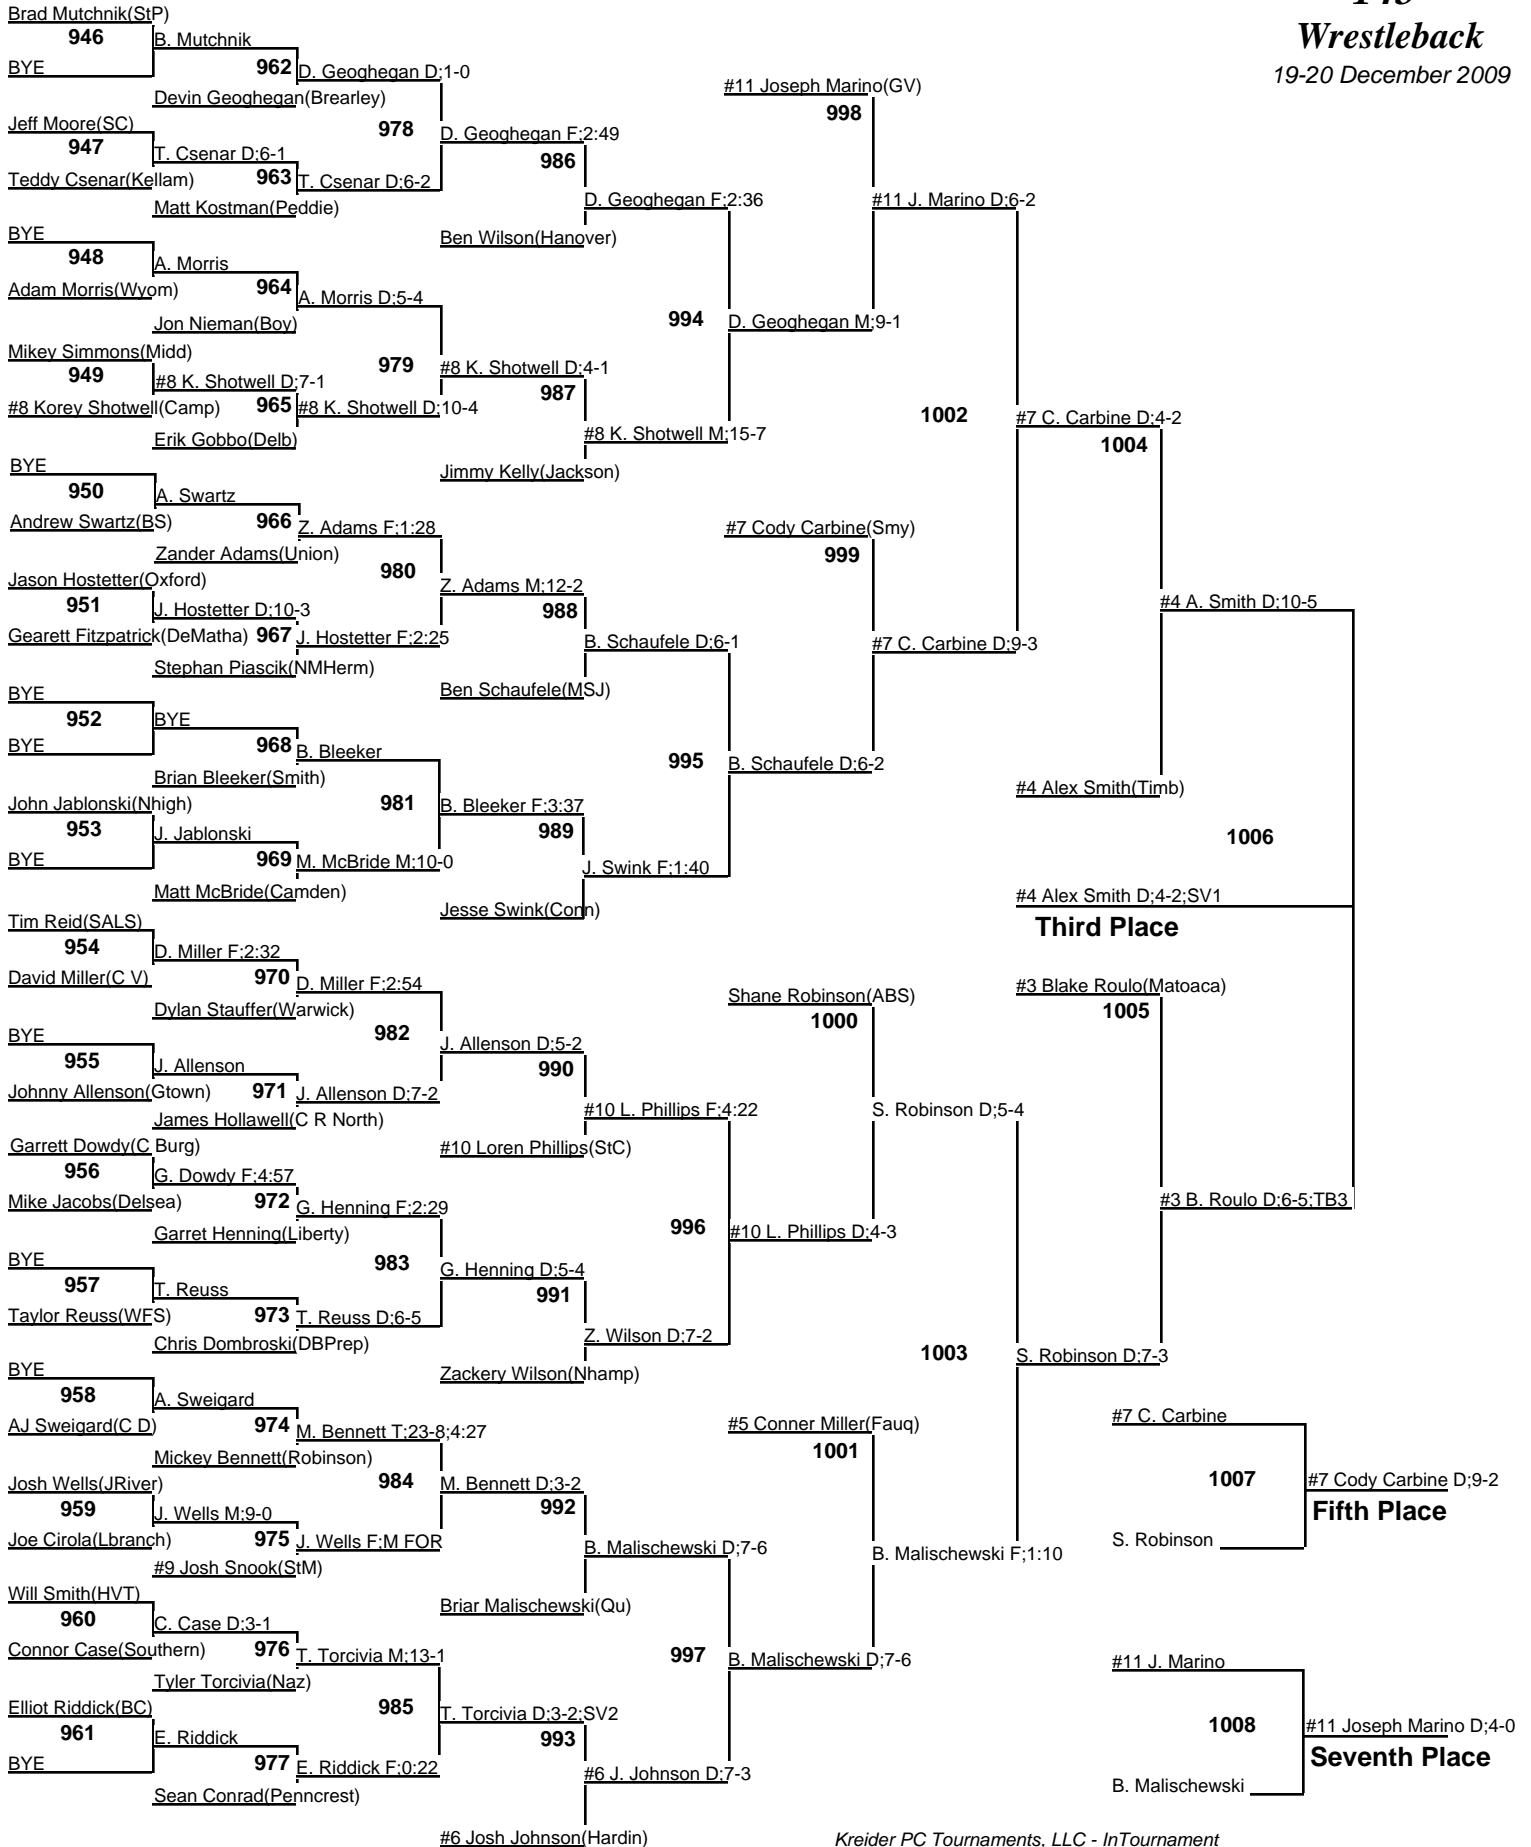 145
Wrestleback
19-20 December 2009
Brad Mutchnik(StP)
946
BYE
B. Mutchnik
962
Devin Geoghegan(Brearley)
D. Geoghegan D;1-0
Jeff Moore(SC)
947
Teddy Csenar(Kellam)
T. Csenar D;6-1
963
Matt Kostman(Peddie)
T. Csenar D;6-2
978
D. Geoghegan F;2:49
986
Ben Wilson(Hanover)
D. Geoghegan F;2:36
BYE
948
Adam Morris(Wyom)
A. Morris
964
Jon Nieman(Boy)
A. Morris D;5-4
Mikey Simmons(Midd)
949
#8 Korey Shotwell(Camp)
#8 K. Shotwell D;7-1
965
Erik Gobbo(Delb)
#8 K. Shotwell D;10-4
979
#8 K. Shotwell D;4-1
987
Jimmy Kelly(Jackson)
#8 K. Shotwell M;15-7
994
D. Geoghegan M;9-1
#11 Joseph Marino(GV)
998
#11 J. Marino D;6-2
BYE
950
Andrew Swartz(BS)
A. Swartz
966
Zander Adams(Union)
Z. Adams F;1:28
Jason Hostetter(Oxford)
951
Gearett Fitzpatrick(DeMatha)
J. Hostetter D;10-3
967
Stephan Piascik(NMHerm)
J. Hostetter F;2:25
980
Z. Adams M;12-2
988
Ben Schaufele(MSJ)
B. Schaufele D;6-1
BYE
952
BYE
BYE
968
Brian Bleeker(Smith)
B. Bleeker
John Jablonski(Nhigh)
953
BYE
J. Jablonski
969
Matt McBride(Camden)
M. McBride M;10-0
981
B. Bleeker F;3:37
989
Jesse Swink(Conn)
J. Swink F;1:40
995
B. Schaufele D;6-2
#7 Cody Carbine(Smy)
999
#7 C. Carbine D;9-3
1002
#7 C. Carbine D;4-2
1004
#4 Alex Smith(Timb)
#4 A. Smith D;10-5
1006
#4 Alex Smith D;4-2;SV1
Third Place
Tim Reid(SALS)
954
David Miller(C V)
D. Miller F;2:32
970
Dylan Stauffer(Warwick)
D. Miller F;2:54
BYE
955
Johnny Allenson(Gtown)
J. Allenson
971
James Hollawell(C R North)
J. Allenson D;7-2
982
J. Allenson D;5-2
990
#10 Loren Phillips(StC)
#10 L. Phillips F;4:22
Garrett Dowdy(C Burg)
956
Mike Jacobs(Delsea)
G. Dowdy F;4:57
972
Garret Henning(Liberty)
G. Henning F;2:29
BYE
957
Taylor Reuss(WFS)
T. Reuss
973
Chris Dombroski(DBPrep)
T. Reuss D;6-5
983
G. Henning D;5-4
991
Zackery Wilson(Nhamp)
Z. Wilson D;7-2
996
#10 L. Phillips D;4-3
Shane Robinson(ABS)
1000
S. Robinson D;5-4
BYE
958
AJ Sweigard(C D)
A. Sweigard
974
Mickey Bennett(Robinson)
M. Bennett T;23-8;4:27
Josh Wells(JRiver)
959
Joe Cirola(Lbranch)
J. Wells M;9-0
975
#9 Josh Snook(StM)
J. Wells F;M FOR
984
M. Bennett D;3-2
992
Briar Malischewski(Qu)
B. Malischewski D;7-6
Will Smith(HVT)
960
Connor Case(Southern)
C. Case D;3-1
976
Tyler Torcivia(Naz)
T. Torcivia M;13-1
Elliot Riddick(BC)
961
BYE
E. Riddick
977
Sean Conrad(Penncrest)
E. Riddick F;0:22
985
T. Torcivia D;3-2;SV2
993
#6 Josh Johnson(Hardin)
#6 J. Johnson D;7-3
997
B. Malischewski D;7-6
#5 Conner Miller(Fauq)
1001
B. Malischewski F;1:10
1003
S. Robinson D;7-3
#3 Blake Roulo(Matoaca)
1005
#3 B. Roulo D;6-5;TB3
#7 C. Carbine
1007
S. Robinson
#7 Cody Carbine D;9-2
Fifth Place
#11 J. Marino
1008
B. Malischewski
#11 Joseph Marino D;4-0
Seventh Place
Kreider PC Tournaments, LLC - InTournament